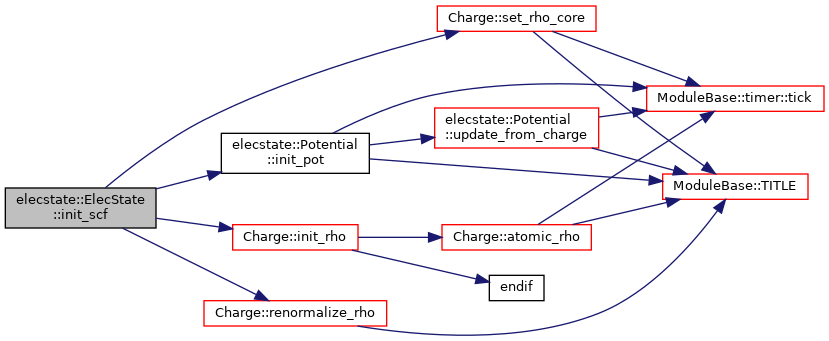 Charge::set_rho_core
ModuleBase::timer::tick
elecstate::Potential
::update_from_charge
elecstate::Potential
::init_pot
ModuleBase::TITLE
elecstate::ElecState
::init_scf
Charge::init_rho
Charge::atomic_rho
endif
Charge::renormalize_rho